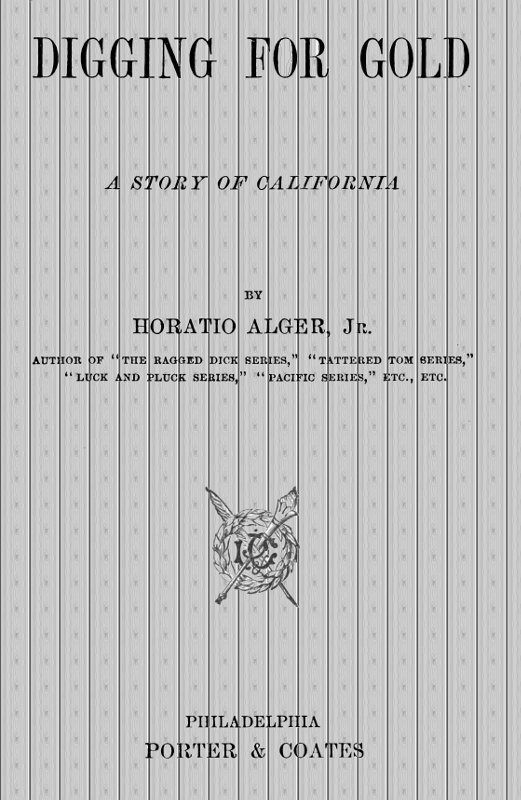 DIGGING FOR GOLD
A STORY OF CALIFORNIA
BY
HORATIO ALGER, JR.
AUTHOR OF "THE RAGGED DICK SERIES," "TATTERED TOM SERIES,"
"LUCK AND PLUCK SERIES," "PACIFIC SERIES," ETC., ETC.
PHILADELPHIA
PORTER & COATES